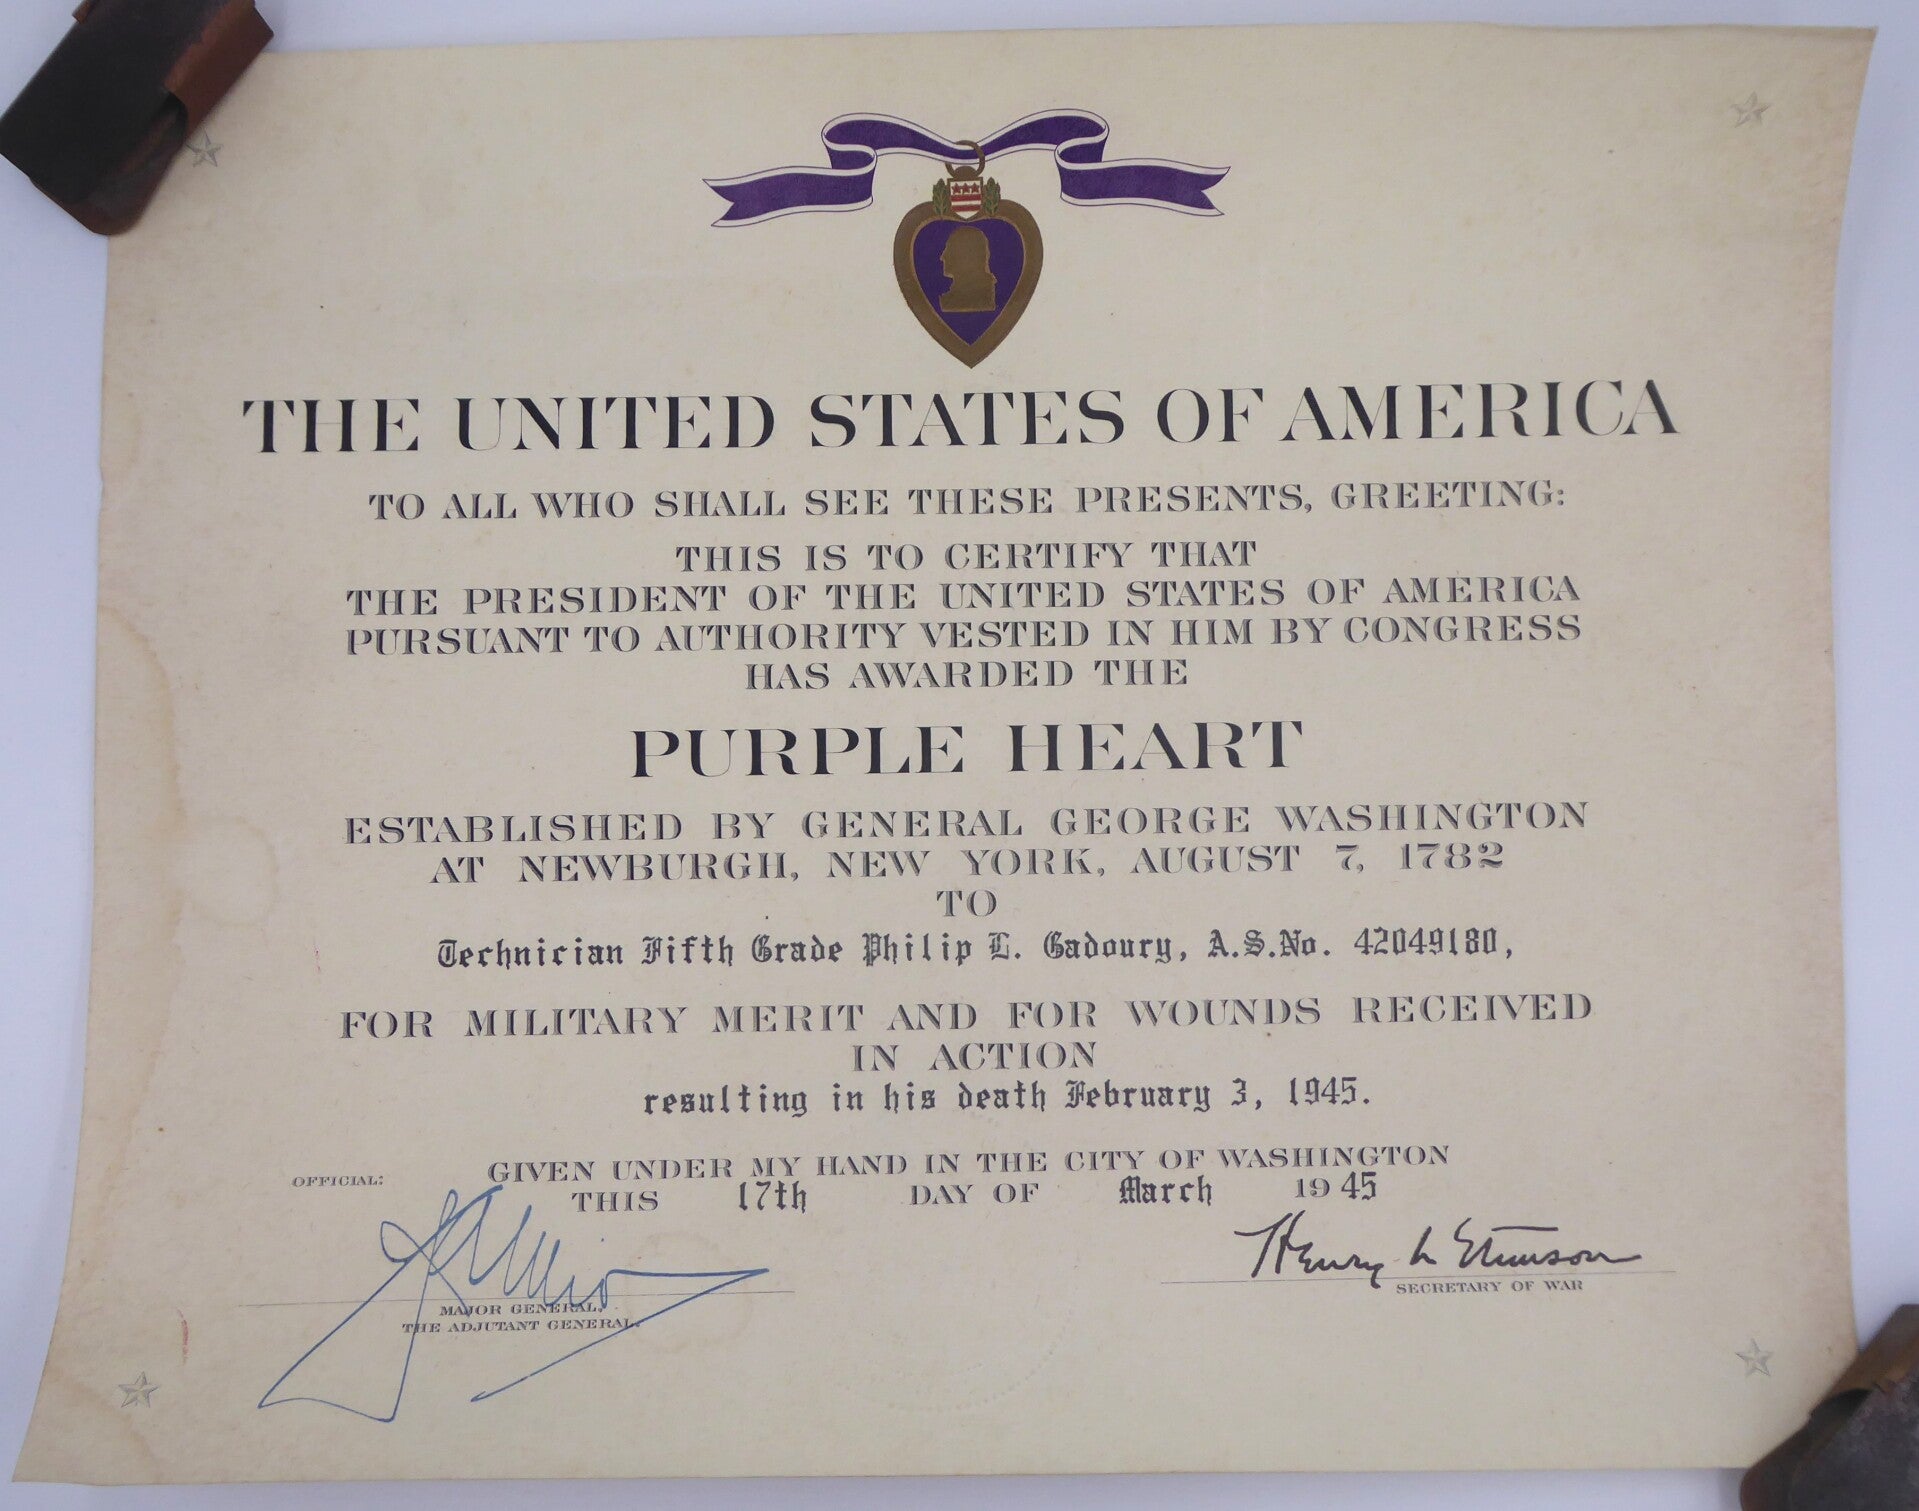 THE UNITED STATES OF AMERICA
TO ALL WHO SHALL SEE THESE PRESENTS, GREETING:
THIS IS TO CERTIFY THAT
THE PRESIDENT OF THE UNITED STATES OF AMERICA
PURSUANT TO AUTHORITY VESTED IN HIM BY CONGRESS
HAS AWARDED THE
PURPLE HEART
ESTABLISHED BY GENERAL GEORGE WASHINGTON
AT NEWBURGH, NEW YORK, AUGUST 7, 1782
TO
Technician Fifth Grade Philip L. Gadoury, A.S.No. 42049180,
FOR MILITARY MERIT AND FOR WOUNDS RECEIVED
IN ACTION
resulting in his death February 3, 1945.
OFFICIAL: GIVEN UNDER MY HAND IN THE CITY OF WASHINGTON
THIS 17th DAY OF March 1945
Henry L Stimson
MAJOR GENERAL,
THE ADJUTANT GENERAL.
SECRETARY OF WAR